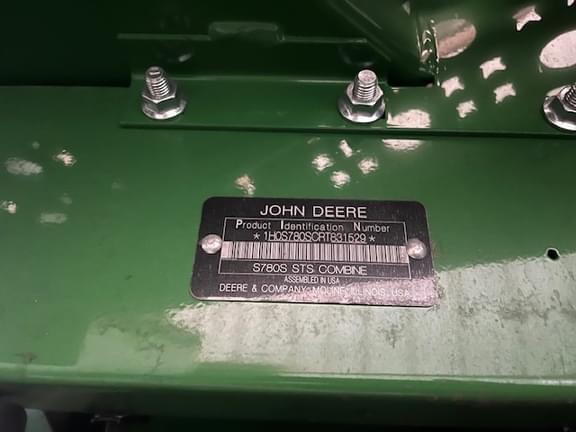 JOHN DEERE
Product Identification Number
*1H0S780SCRT831529*
S780S STS COMBINE
ASSEMBLED IN USA
DEERE & COMPANY MOLINE ILLINOIS USA